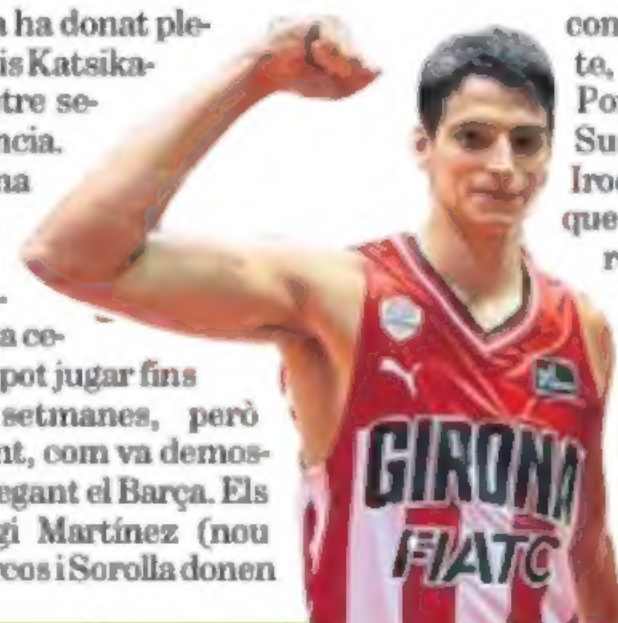 a ha donat ple-
is Katsika-
tre se-
ncia.
na
-
a ce-
pot jugar fins
setmanes, però
nt, com va demos-
egant el Barça. Els
gi Martínez (nou
rcos i Sorolla donen
con
te,
Po
Su
Iro
que
r
GIRONA
FIATC